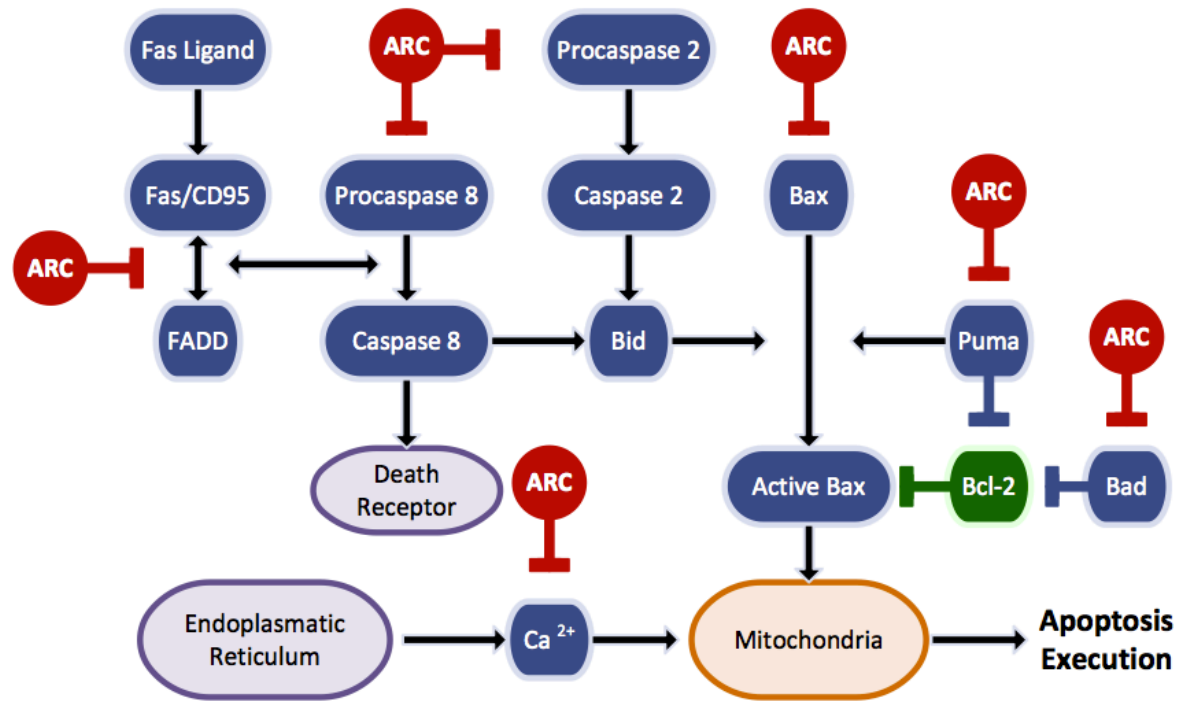 Fas Ligand
ARC
Procaspase 2
ARC
Fas/CD95
Procaspase 8
Caspase 2
Bax
ARC
ARC
FADD
Caspase 8
Bid
Puma
ARC
Death
Receptor
ARC
Active Bax
Bcl-2
Bad
Endoplasmatic
Reticulum
Ca 2+
Mitochondria
Apoptosis
Execution